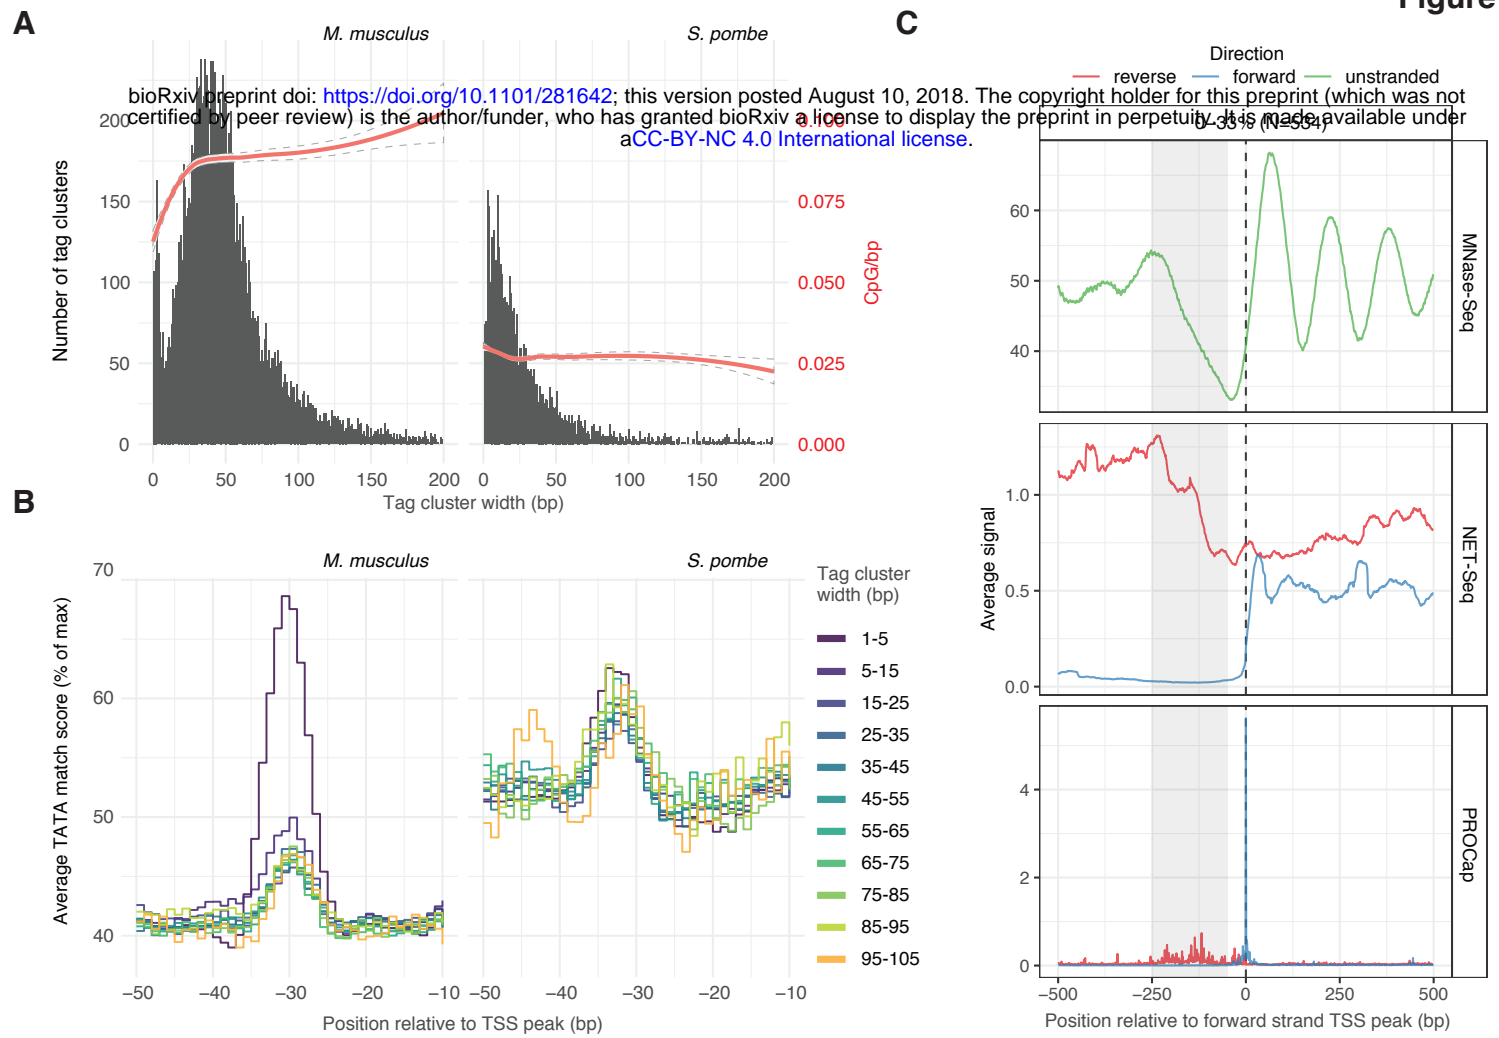 Figure
A
M. musculus
S. pombe
C
Direction
reverse
forward
unstranded
bioRxiv preprint doi: https://doi.org/10.1101/281642; this version posted August 10, 2018. The copyright holder for this preprint (which was not
certified by peer review) is the author/funder, who has granted bioRxiv a license to display the preprint in perpetuity. It is made available under
aCC-BY-NC 4.0 International license.
0-33% (N=534)
Number of tag clusters
200
150
100
50
0
0.100
0.075
0.050
0.025
0.000
CpG/bp
0
50
100
150
200
0
50
100
150
200
Tag cluster width (bp)
B
M. musculus
S. pombe
Average TATA match score (% of max)
70
60
50
40
−50
−40
−30
−20
−10
−50
−40
−30
−20
−10
Position relative to TSS peak (bp)
Tag cluster
width (bp)
1-5
5-15
15-25
25-35
35-45
45-55
55-65
65-75
75-85
85-95
95-105
Average signal
60
50
40
MNase-Seq
1.0
0.5
0.0
NET-Seq
4
2
0
PROCap
−500
−250
0
250
500
Position relative to forward strand TSS peak (bp)